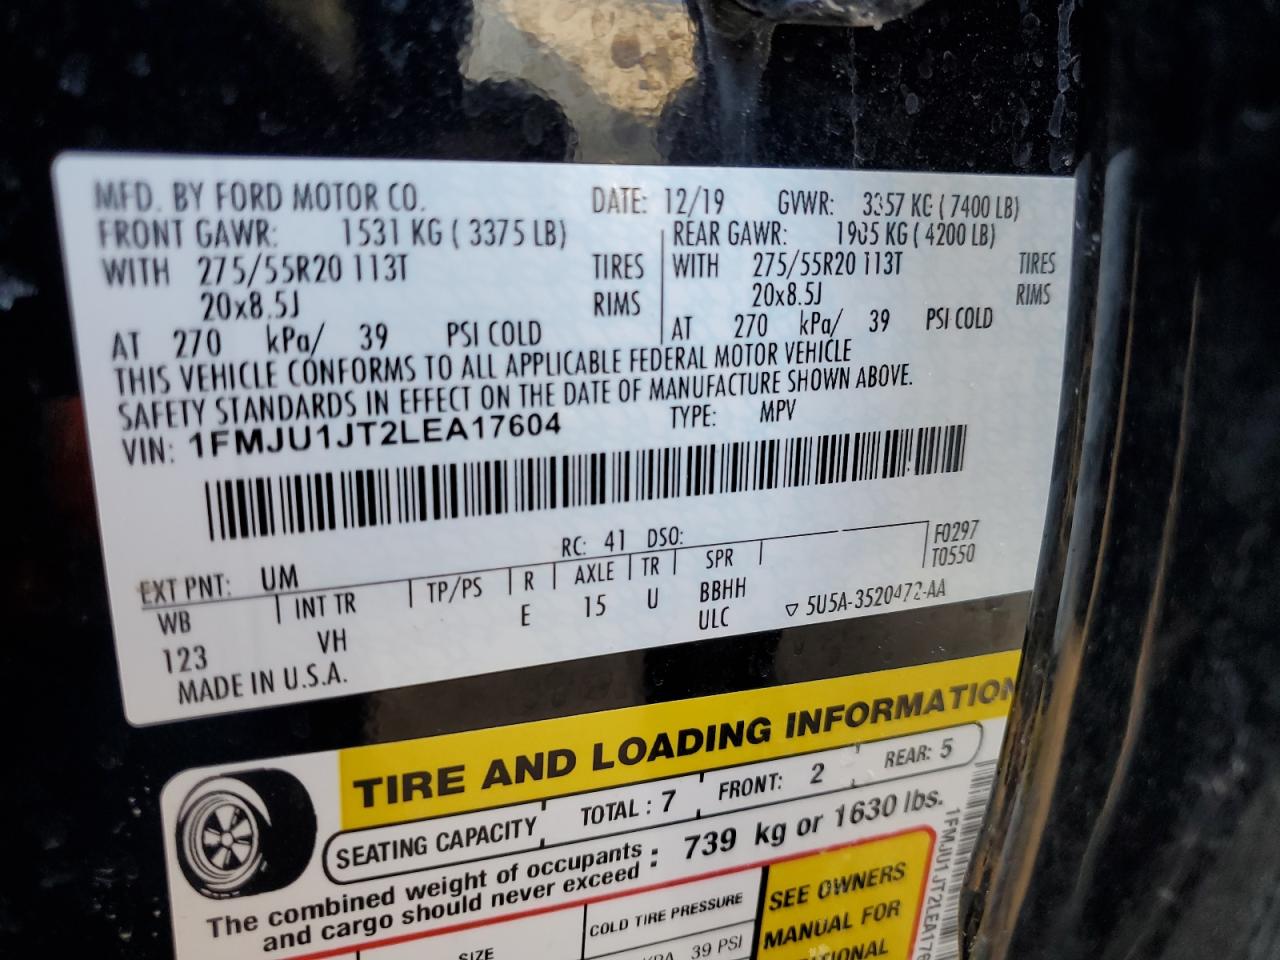 MFD. BY FORD MOTOR CO. DATE: 12/19 GVWR: 3357 KG ( 7400 LB)
FRONT GAWR: 1531 KG ( 3375 LB) REAR GAWR: 1905 KG ( 4200 LB)
WITH 275/55R20 113T TIRES WITH 275/55R20 113T TIRES
20x8.5J RIMS 20x8.5J RIMS
AT 270 kPa/ 39 PSI COLD AT 270 kPa/ 39 PSI COLD
THIS VEHICLE CONFORMS TO ALL APPLICABLE FEDERAL MOTOR VEHICLE
SAFETY STANDARDS IN EFFECT ON THE DATE OF MANUFACTURE SHOWN ABOVE.
VIN: 1FMJU1JT2LEA17604 TYPE: MPV
EXT PNT: UM RC: 41 DSO: F0297
WB INT TR TP/PS R AXLE TR SPR T0550
123 VH E 15 U BBHH
ULC ▽ 5U5A-3520472-AA
MADE IN U.S.A.
TIRE AND LOADING INFORMATION
SEATING CAPACITY TOTAL : 7 FRONT: 2 REAR: 5
The combined weight of occupants
and cargo should never exceed : 739 kg or 1630 lbs.
SIZE COLD TIRE PRESSURE SEE OWNERS
39 PSI MANUAL FOR
1FMJU1JT2LEA176